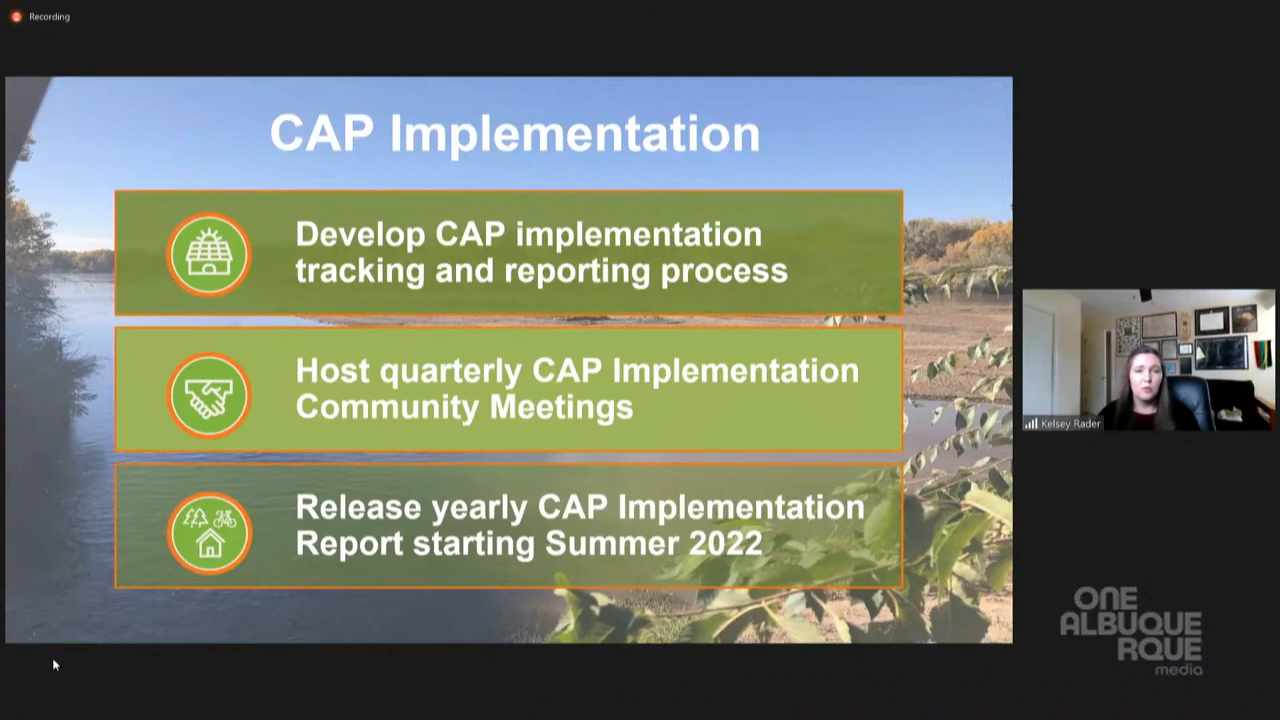 Recording
CAP Implementation
Develop CAP implementation
tracking and reporting process
Host quarterly CAP Implementation
Community Meetings
Release yearly CAP Implementation
Report starting Summer 2022
Kelsey Rader
ONE
ALBUQUE
RQUE
media